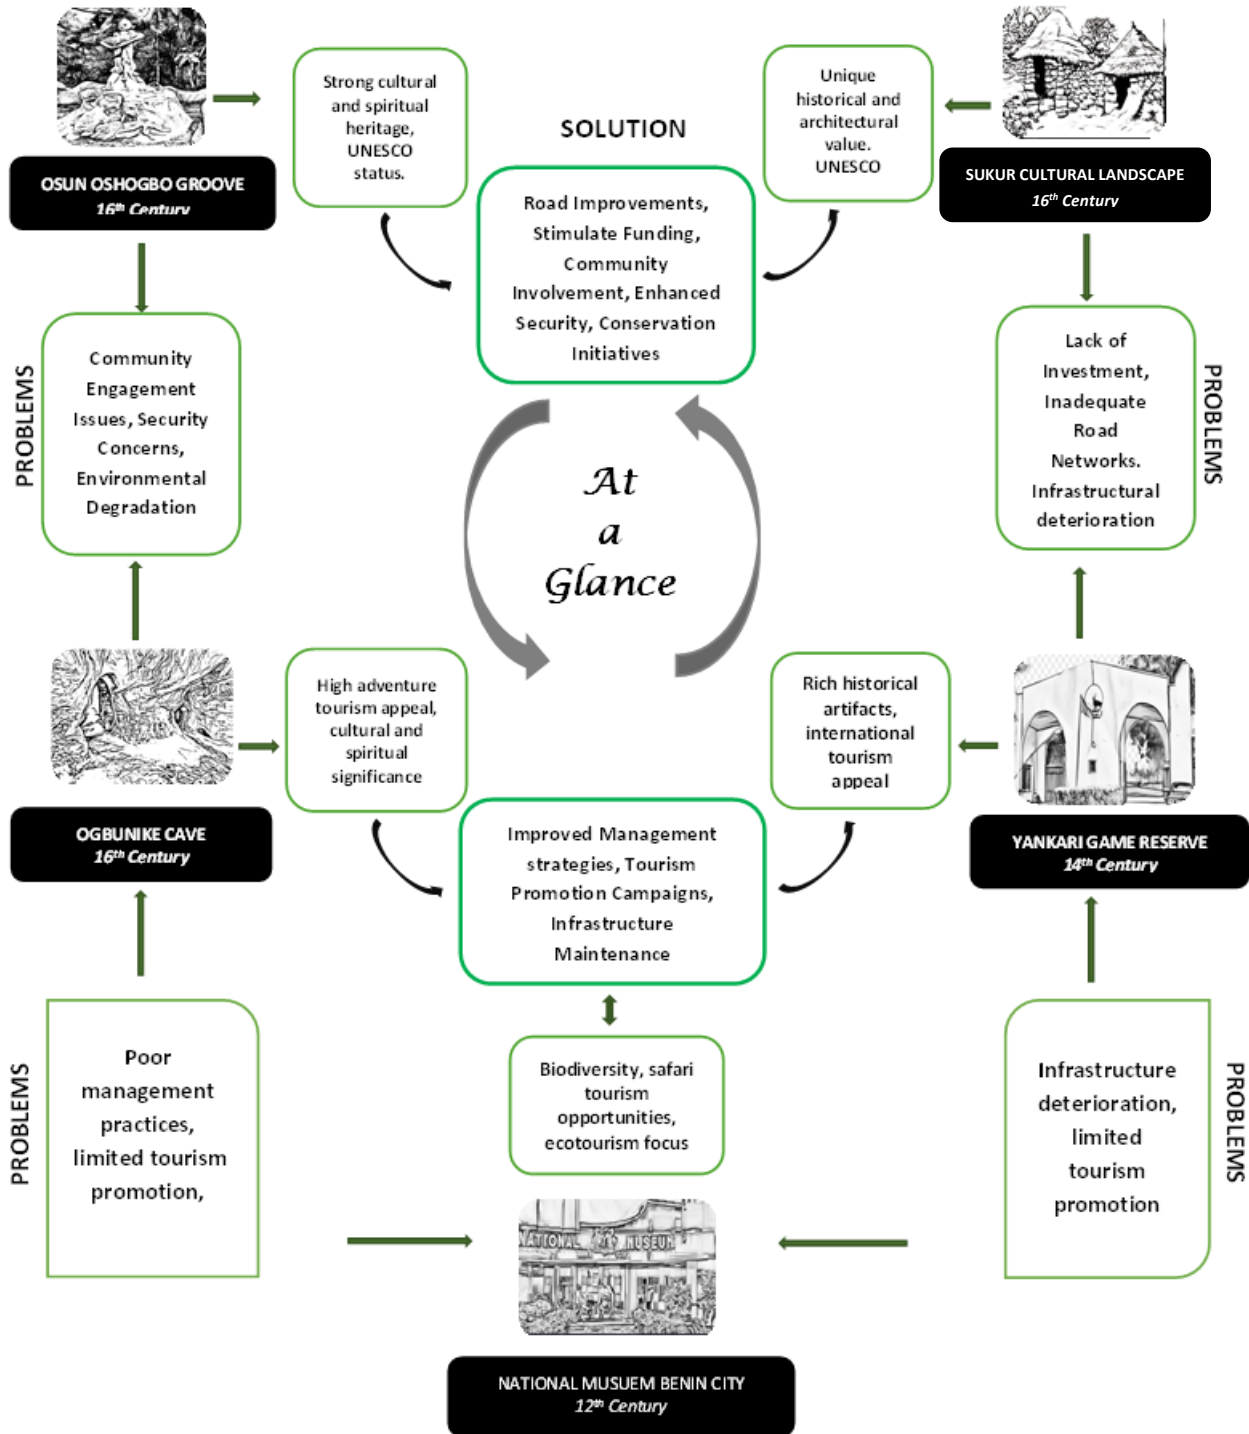 Strong cultural
and spiritual
heritage,
UNESCO
status.
SOLUTION
Unique
historical and
architectural
value.
UNESCO
OSUN OSHOGBO GROOVE
16th Century
SUKUR CULTURAL LANDSCAPE
16th Century
Road Improvements,
Stimulate Funding,
Community
Involvement, Enhanced
Security, Conservation
Initiatives
PROBLEMS
Community
Engagement
Issues, Security
Concerns,
Environmental
Degradation
Lack of
Investment,
Inadequate
Road
Networks.
Infrastructural
deterioration
PROBLEMS
At
a
Glance
High adventure
tourism appeal,
cultural and
spiritual
significance
Rich historical
artifacts,
international
tourism
appeal
OGBUNIKE CAVE
16th Century
YANKARI GAME RESERVE
14th Century
Improved Management
strategies, Tourism
Promotion Campaigns,
Infrastructure
Maintenance
PROBLEMS
Poor
management
practices,
limited tourism
promotion,
Biodiversity, safari
tourism
opportunities,
ecotourism focus
Infrastructure
deterioration,
limited
tourism
promotion
PROBLEMS
NATIONAL MUSEUM
NATIONAL MUSUEM BENIN CITY
12th Century